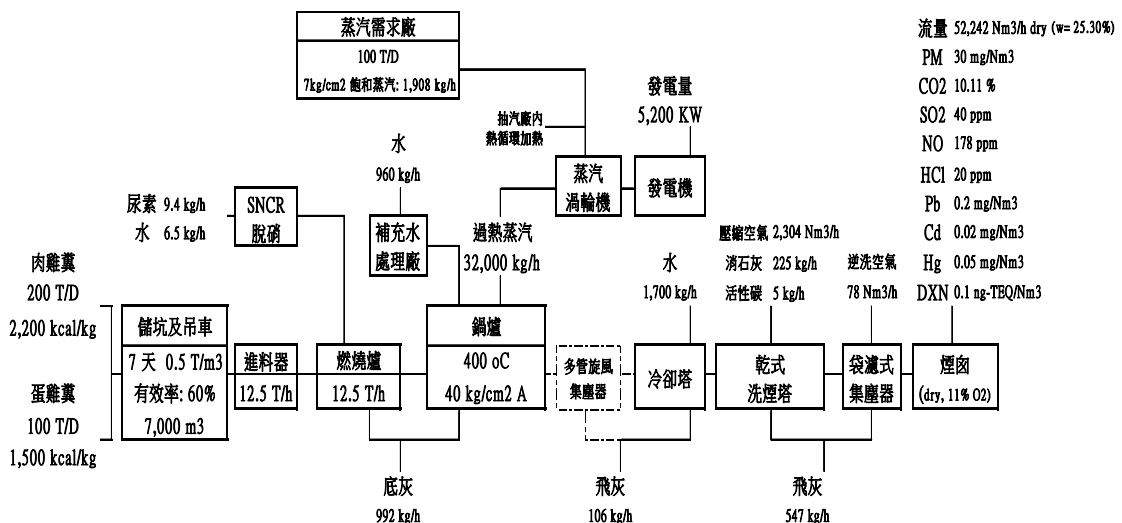 蒸汽需求廠
100 T/D
7kg/cm2 飽和蒸汽: 1,908 kg/h
抽汽廠內
熱循環加熱
發電量
5,200 KW
蒸汽
渦輪機
發電機
水
960 kg/h
尿素 9.4 kg/h
水 6.5 kg/h
SNCR
脫硝
補充水
處理廠
過熱蒸汽
32,000 kg/h
肉雞糞
200 T/D
2,200 kcal/kg
蛋雞糞
100 T/D
1,500 kcal/kg
儲坑及吊車
7 天 0.5 T/m3
有效率: 60%
7,000 m3
進料器
12.5 T/h
燃燒爐
12.5 T/h
鍋爐
400 oC
40 kg/cm2 A
多管旋風
集塵器
水
1,700 kg/h
冷卻塔
壓縮空氣 2,304 Nm3/h
消石灰 225 kg/h
活性碳 5 kg/h
乾式
洗煙塔
逆洗空氣
78 Nm3/h
袋濾式
集塵器
流量 52,242 Nm3/h dry (w= 25.30%)
PM 30 mg/Nm3
CO2 10.11 %
SO2 40 ppm
NO 178 ppm
HCl 20 ppm
Pb 0.2 mg/Nm3
Cd 0.02 mg/Nm3
Hg 0.05 mg/Nm3
DXN 0.1 ng-TEQ/Nm3
煙囪
(dry, 11% O2)
底灰
992 kg/h
飛灰
106 kg/h
飛灰
547 kg/h